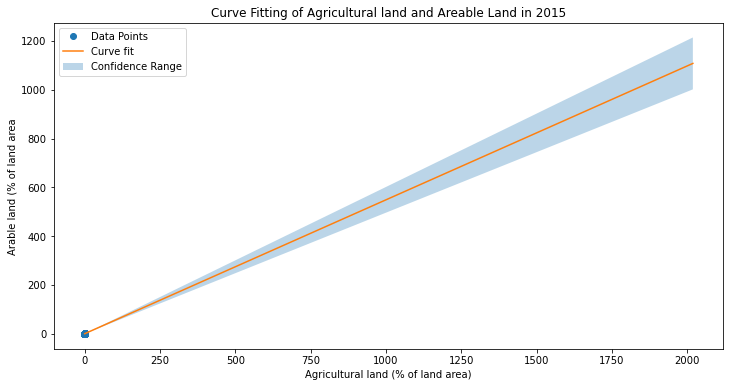 Curve Fitting of Agricultural land and Areable Land in 2015
Data Points
Curve fit
Confidence Range
1200
1000
800
600
400
200
0
Arable land (% of land area
0 250 500 750 1000 1250 1500 1750 2000
Agricultural land (% of land area)